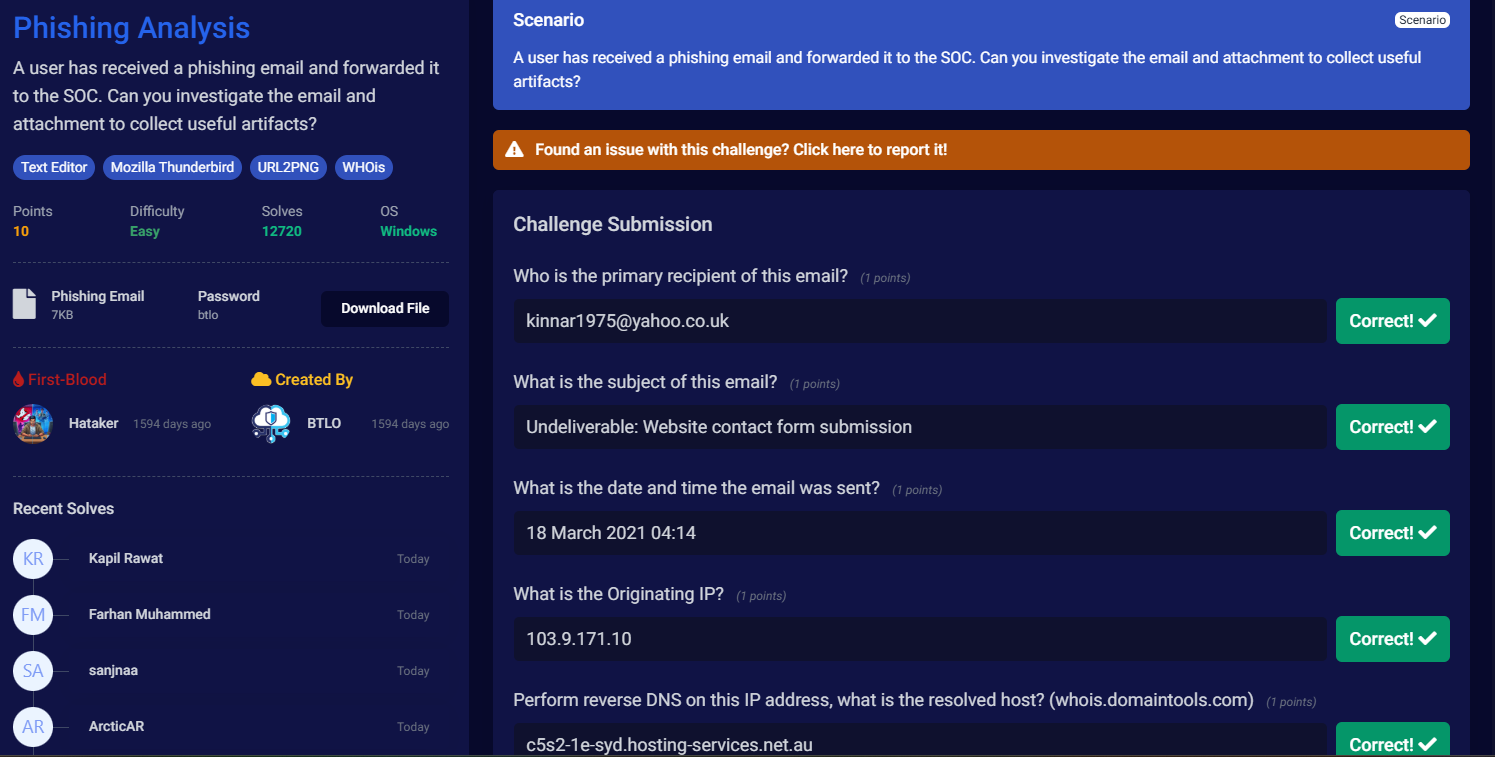 Phishing Analysis
A user has received a phishing email and forwarded it
to the SOC. Can you investigate the email and
attachment to collect useful artifacts?
Text Editor Mozilla Thunderbird URL2PNG WHOis
Points Difficulty Solves OS
10 Easy 12720 Windows
Phishing Email Password
7KB btlo
Download File
First-Blood Created By
Hataker 1594 days ago BTLO 1594 days ago
Recent Solves
KR Kapil Rawat Today
FM Farhan Muhammed Today
SA sanjnaa Today
AR ArcticAR Today
Scenario Scenario
A user has received a phishing email and forwarded it to the SOC. Can you investigate the email and attachment to collect useful
artifacts?
Found an issue with this challenge? Click here to report it!
Challenge Submission
Who is the primary recipient of this email? (1 points)
kinnar1975@yahoo.co.uk Correct!
What is the subject of this email? (1 points)
Undeliverable: Website contact form submission Correct!
What is the date and time the email was sent? (1 points)
18 March 2021 04:14 Correct!
What is the Originating IP? (1 points)
103.9.171.10 Correct!
Perform reverse DNS on this IP address, what is the resolved host? (whois.domaintools.com) (1 points)
c5s2-1e-syd.hosting-services.net.au Correct!